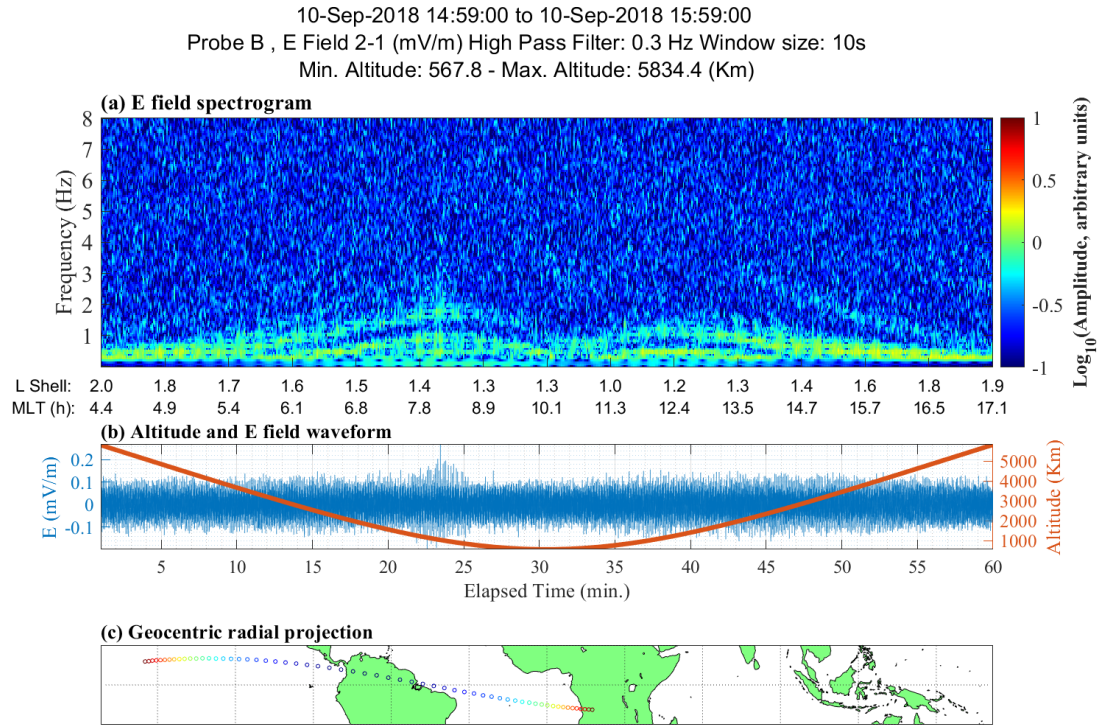 10-Sep-2018 14:59:00 to 10-Sep-2018 15:59:00
Probe B , E Field 2-1 (mV/m) High Pass Filter: 0.3 Hz Window size: 10s
Min. Altitude: 567.8 - Max. Altitude: 5834.4 (Km)
(a) E field spectrogram
Frequency (Hz)
8
7
6
5
4
3
2
1
1
0.5
0
-0.5
-1
Log10(Amplitude, arbitrary units)
L Shell: 2.0 1.8 1.7 1.6 1.5 1.4 1.3 1.3 1.0 1.2 1.3 1.4 1.6 1.8 1.9
MLT (h): 4.4 4.9 5.4 6.1 6.8 7.8 8.9 10.1 11.3 12.4 13.5 14.7 15.7 16.5 17.1
(b) Altitude and E field waveform
E (mV/m)
0.2
0.1
0
-0.1
5000
4000
3000
2000
1000
Altitude (Km)
5 10 15 20 25 30 35 40 45 50 55 60
Elapsed Time (min.)
(c) Geocentric radial projection